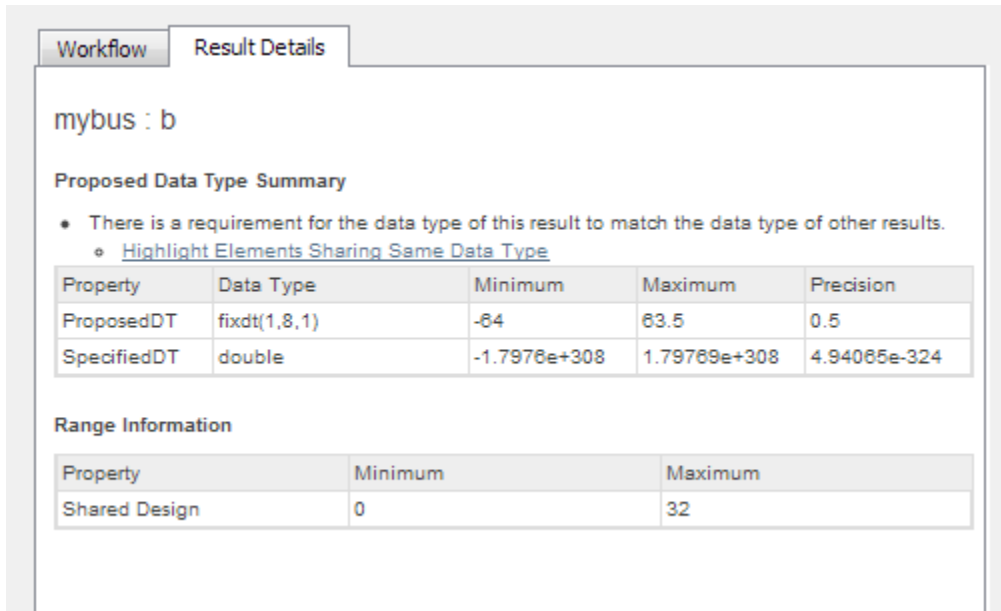 Workflow Result Details
mybus : b
Proposed Data Type Summary
• There is a requirement for the data type of this result to match the data type of other results.
Highlight Elements Sharing Same Data Type
Property Data Type Minimum Maximum Precision
ProposedDT fixdt(1,8,1) -64 63.5 0.5
SpecifiedDT double -1.7976e+308 1.79769e+308 4.94065e-324
Range Information
Property Minimum Maximum
Shared Design 0 32